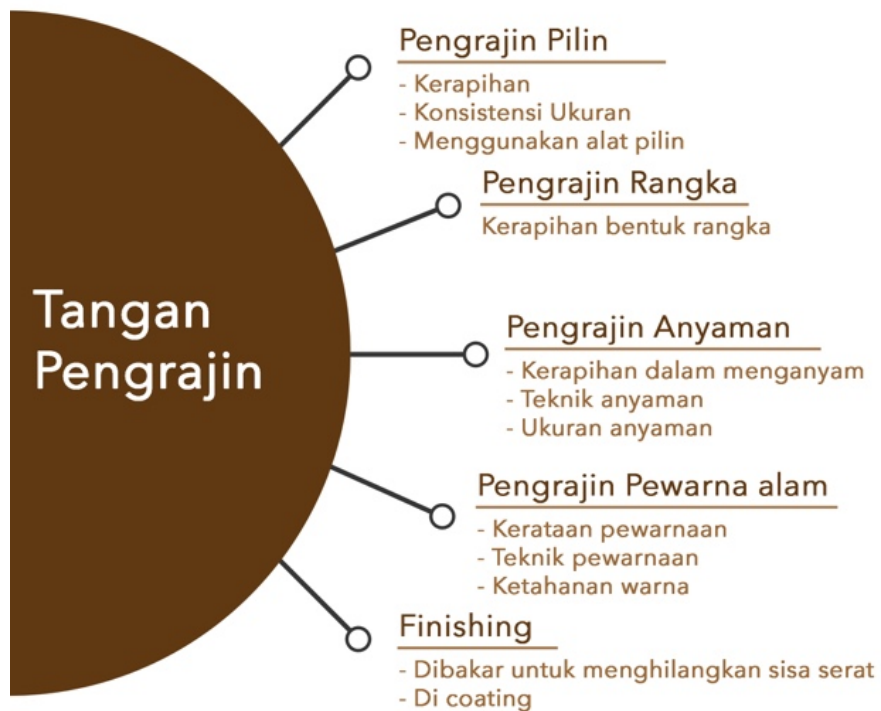 Tangan
Pengrajin
Pengrajin Pilin
- Kerapihan
- Konsistensi Ukuran
- Menggunakan alat pilin
Pengrajin Rangka
Kerapihan bentuk rangka
Pengrajin Anyaman
- Kerapihan dalam menganyam
- Teknik anyaman
- Ukuran anyaman
Pengrajin Pewarna alam
- Kerataan pewarnaan
- Teknik pewarnaan
- Ketahanan warna
Finishing
- Dibakar untuk menghilangkan sisa serat
- Di coating